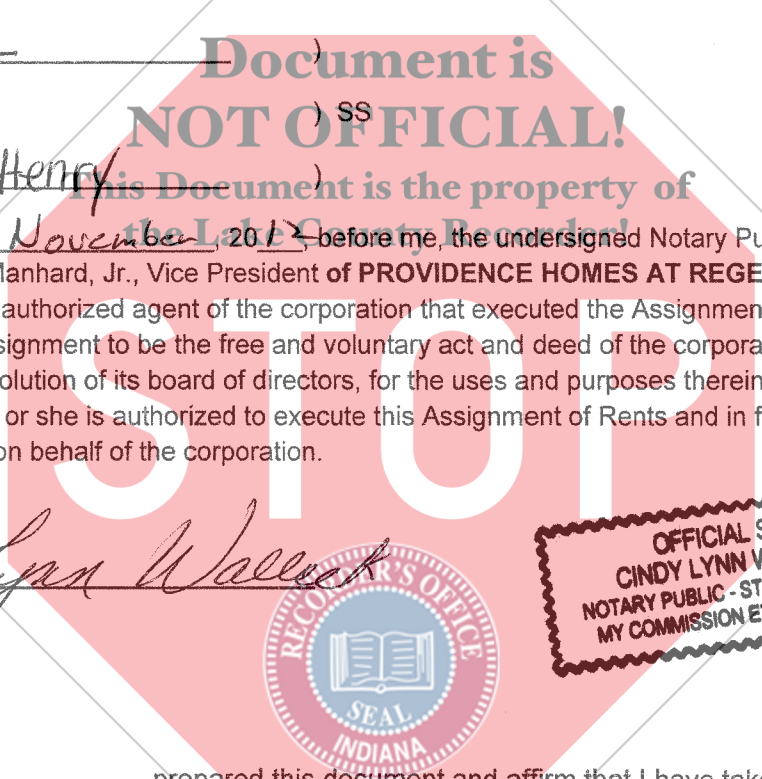 Document is
)
NOT OFFICIAL!
) SS
Henry
)
This Document is the property of
the Lake County Recorder!
November, 2012, before me, the undersigned Notary Pu
Manhard, Jr., Vice President of PROVIDENCE HOMES AT REGE
authorized agent of the corporation that executed the Assignmen
signment to be the free and voluntary act and deed of the corpora
olution of its board of directors, for the uses and purposes therein
or she is authorized to execute this Assignment of Rents and in f
on behalf of the corporation.
STOP
Lynn Walleck
OFFICIAL S
CINDY LYNN W
NOTARY PUBLIC - ST
MY COMMISSION E
RECORDER'S OFFICE
SEAL
INDIANA
prepared this document and affirm that I have take